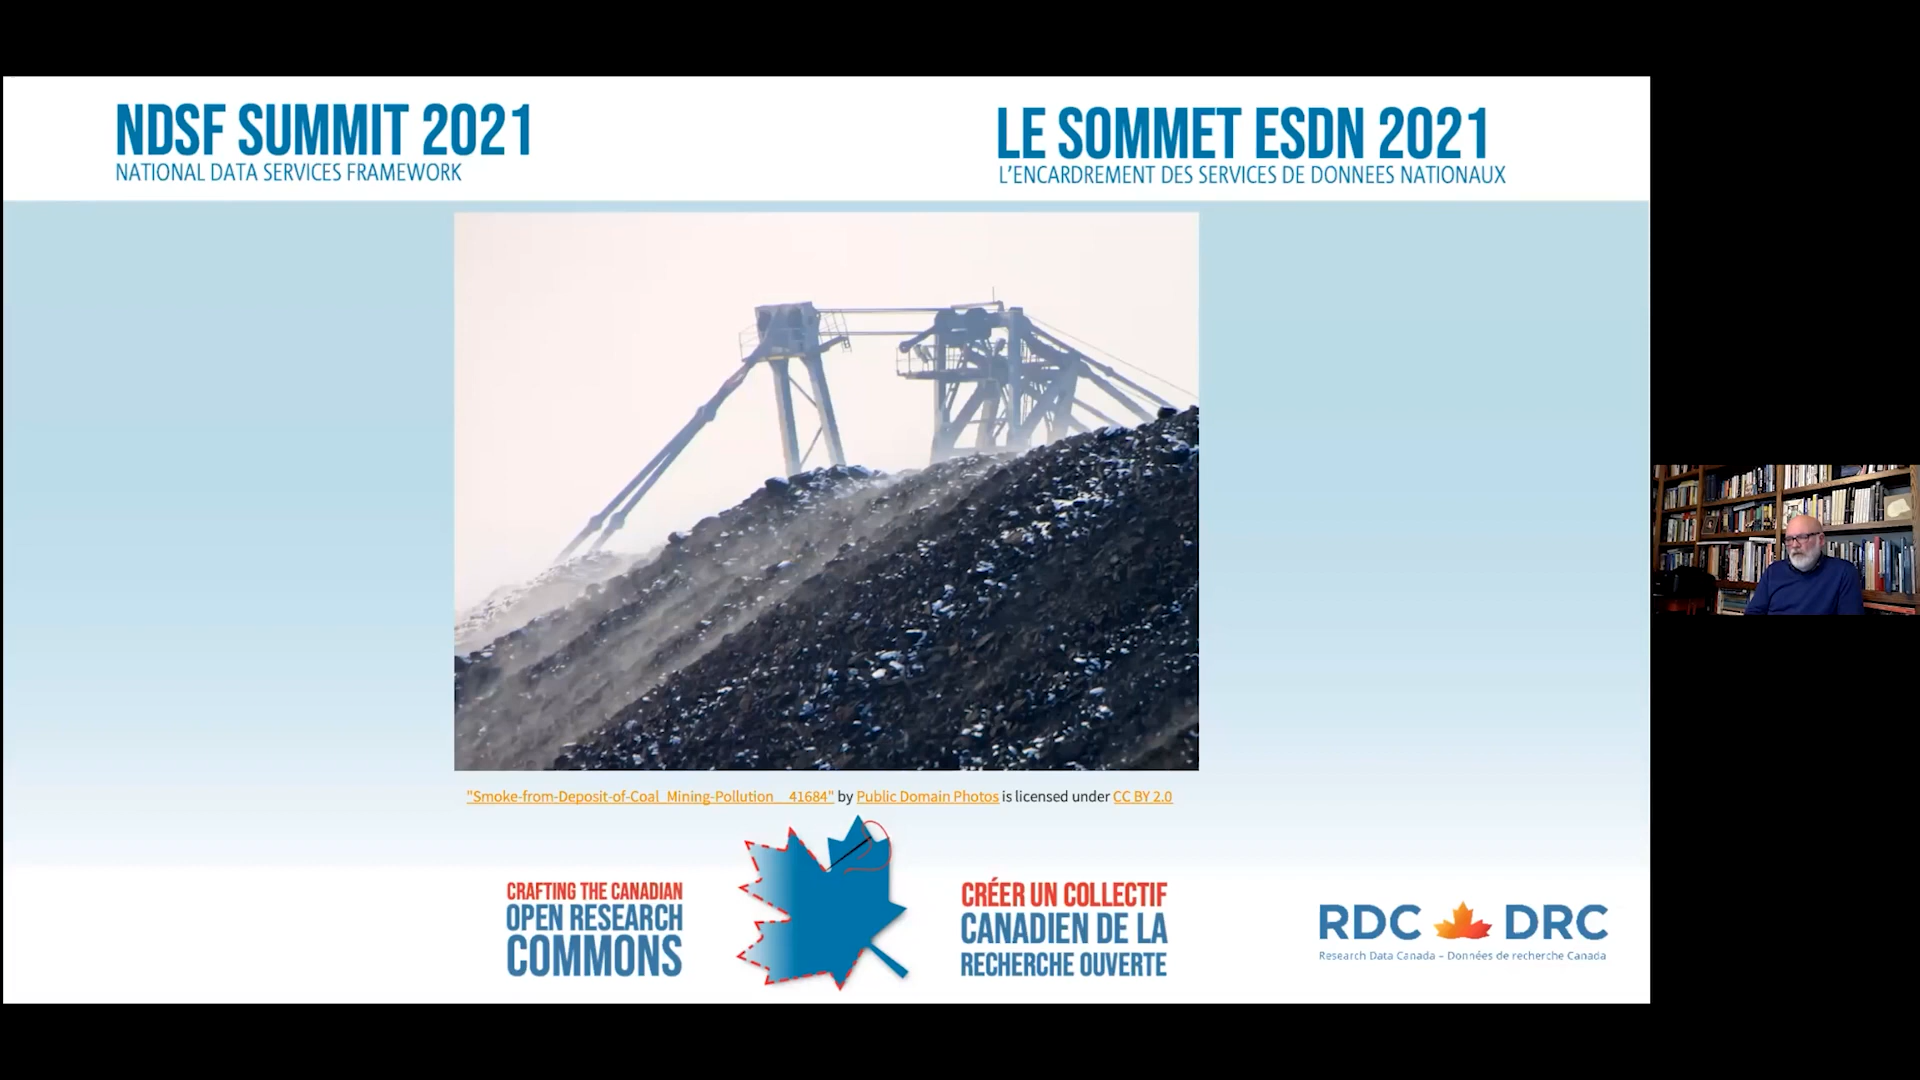 NDSF SUMMIT 2021
NATIONAL DATA SERVICES FRAMEWORK
LE SOMMET ESDN 2021
L'ENCARDREMENT DES SERVICES DE DONNEES NATIONAUX
"Smoke-from-Deposit-of-Coal_Mining-Pollution__41684" by Public Domain Photos is licensed under CC BY 2.0
CRAFTING THE CANADIAN
OPEN RESEARCH
COMMONS
CRÉER UN COLLECTIF
CANADIEN DE LA
RECHERCHE OUVERTE
RDC DRC
Research Data Canada – Données de recherche Canada